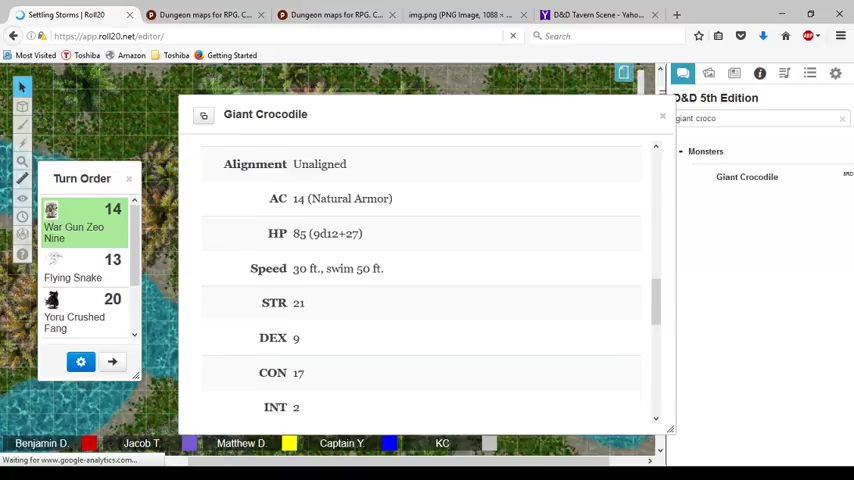 Settling Storms | Roll20
Dungeon maps for RPG. C...
Dungeon maps for RPG. C...
img.png (PNG Image, 1088 ×...
D&D Tavern Scene - Yahoo...
https://app.roll20.net/editor/
Search
ABP
Most Visited
Toshiba
Amazon
Toshiba
Getting Started
Giant Crocodile
Alignment Unaligned
AC 14 (Natural Armor)
HP 85 (9d12+27)
Speed 30 ft., swim 50 ft.
STR 21
DEX 9
CON 17
INT 2
Turn Order
14
War Gun Zeo
Nine
13
Flying Snake
20
Yoru Crushed
Fang
D&D 5th Edition
giant croco
Monsters
Giant Crocodile
SRD
Benjamin D.
Jacob T.
Matthew D.
Captain Y.
KC
Waiting for www.google-analytics.com...